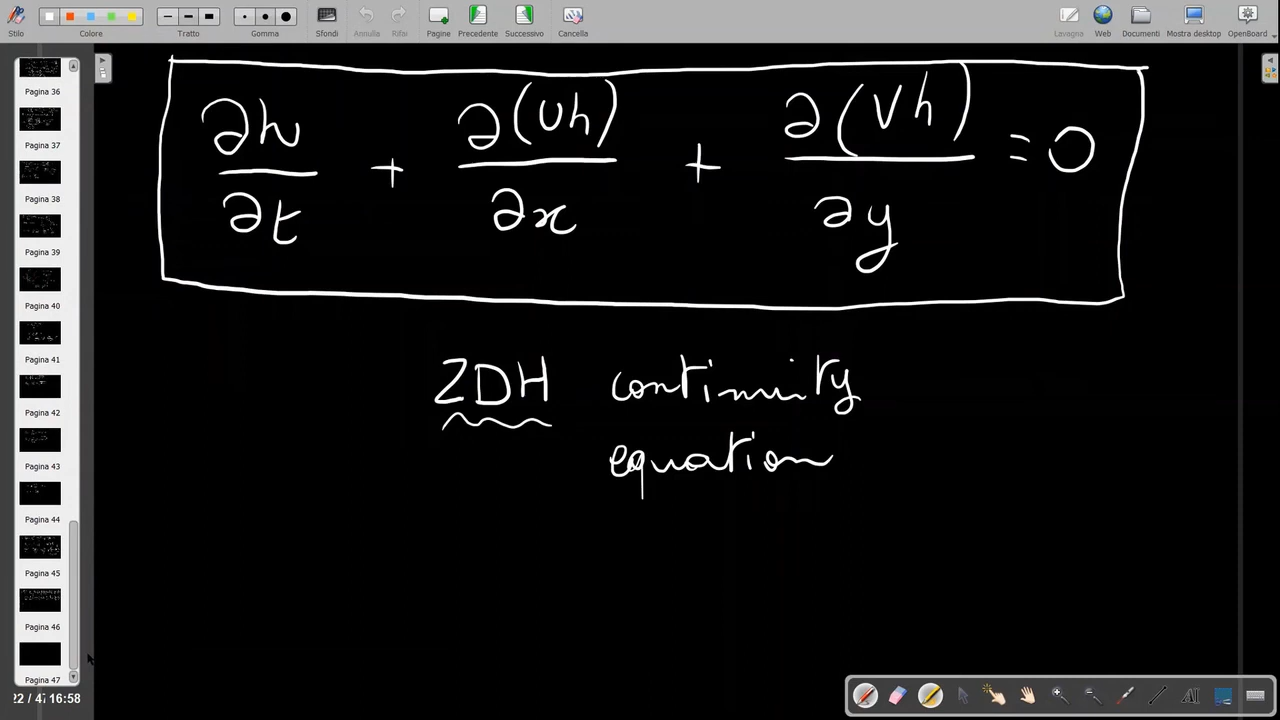 Stilo Colore Tratto Gomma Sfondi Annulla Rifai Pagine Precedente Successivo Cancella Lavagna Web Documenti Mostra desktop OpenBoard
∂h/∂t + ∂(Uh)/∂x + ∂(Vh)/∂y = 0
2DH continuity
equation
Pagina 36
Pagina 37
Pagina 38
Pagina 39
Pagina 40
Pagina 41
Pagina 42
Pagina 43
Pagina 44
Pagina 45
Pagina 46
Pagina 47
22 / 47 16:58